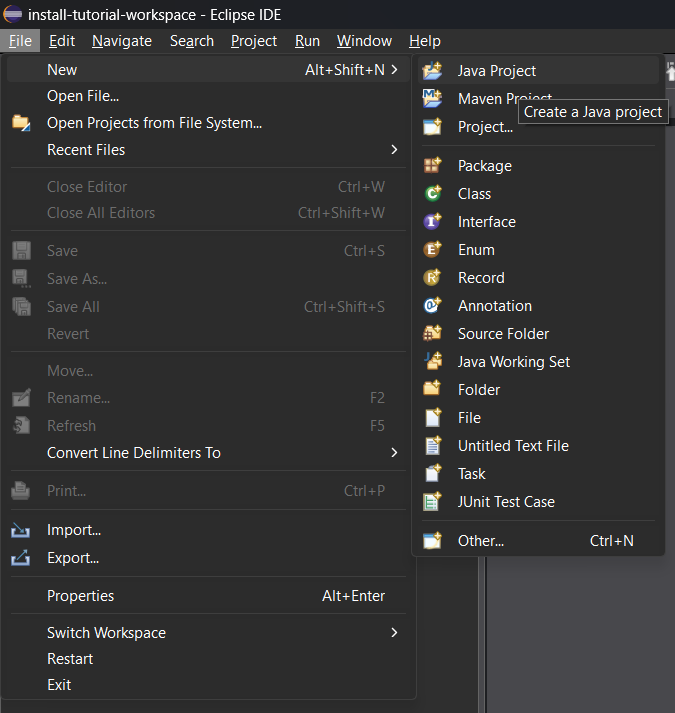 install-tutorial-workspace - Eclipse IDE
File Edit Navigate Search Project Run Window Help
New Alt+Shift+N
Open File...
Open Projects from File System...
Recent Files
Close Editor Ctrl+W
Close All Editors Ctrl+Shift+W
Save Ctrl+S
Save As...
Save All Ctrl+Shift+S
Revert
Move...
Rename... F2
Refresh F5
Convert Line Delimiters To
Print... Ctrl+P
Import...
Export...
Properties Alt+Enter
Switch Workspace
Restart
Exit
Java Project
Maven Project
Create a Java project
Project...
Package
Class
Interface
Enum
Record
Annotation
Source Folder
Java Working Set
Folder
File
Untitled Text File
Task
JUnit Test Case
Other... Ctrl+N